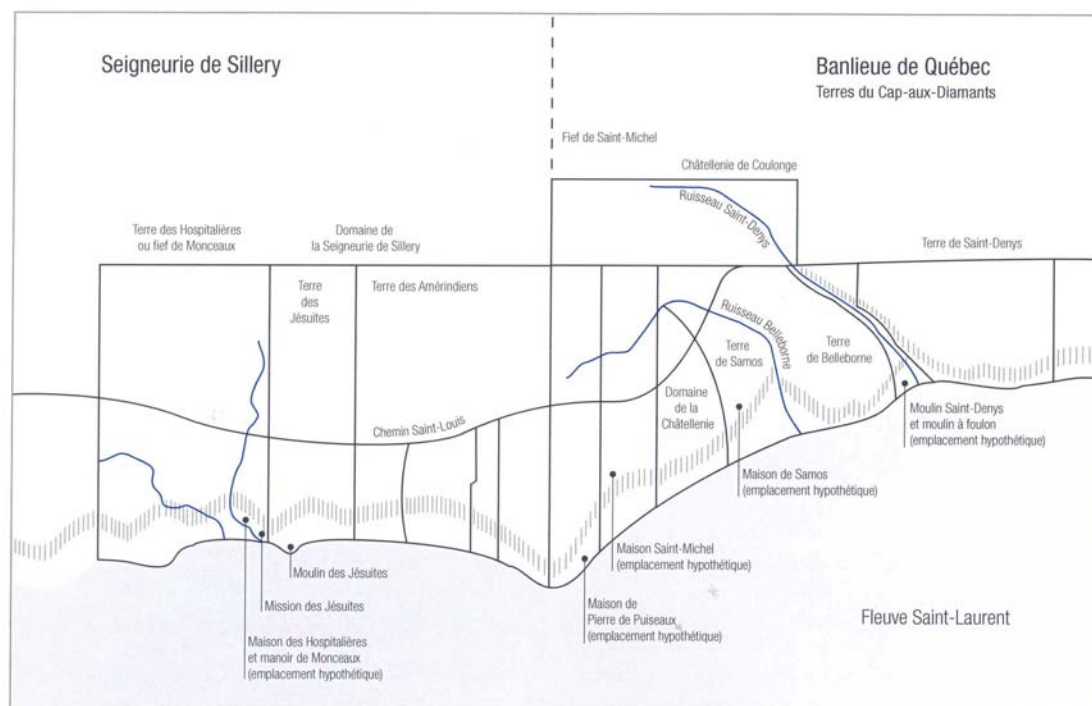 Seigneurie de Sillery
Banlieue de Québec
Terres du Cap-aux-Diamants
Fief de Saint-Michel
Châtellenie de Coulonge
Ruisseau Saint-Denys
Terre des Hospitalières
ou fief de Monceaux
Domaine de
la Seigneurie de Sillery
Terre de Saint-Denys
Terre
des
Jésuites
Terre des Amérindiens
Ruisseau Belleborne
Terre
de Samos
Terre
de Belleborne
Domaine
de la
Châtellenie
Chemin Saint-Louis
Moulin Saint-Denys
et moulin à foulon
(emplacement hypothétique)
Maison de Samos
(emplacement hypothétique)
Maison Saint-Michel
(emplacement hypothétique)
Moulin des Jésuites
Mission des Jésuites
Maison de
Pierre de Puiseaux
(emplacement hypothétique)
Fleuve Saint-Laurent
Maison des Hospitalières
et manoir de Monceaux
(emplacement hypothétique)